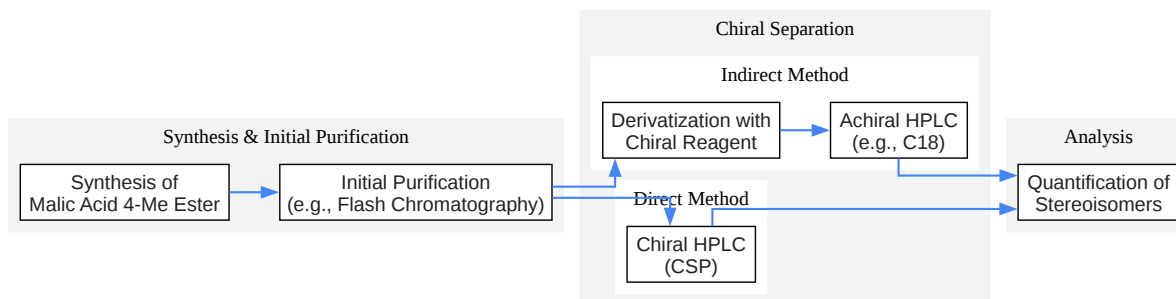 Chiral Separation
Indirect Method
Derivatization with
Chiral Reagent
Achiral HPLC
(e.g., C18)
Synthesis & Initial Purification
Synthesis of
Malic Acid 4-Me Ester
Initial Purification
(e.g., Flash Chromatography)
Direct Method
Chiral HPLC
(CSP)
Analysis
Quantification of
Stereoisomers